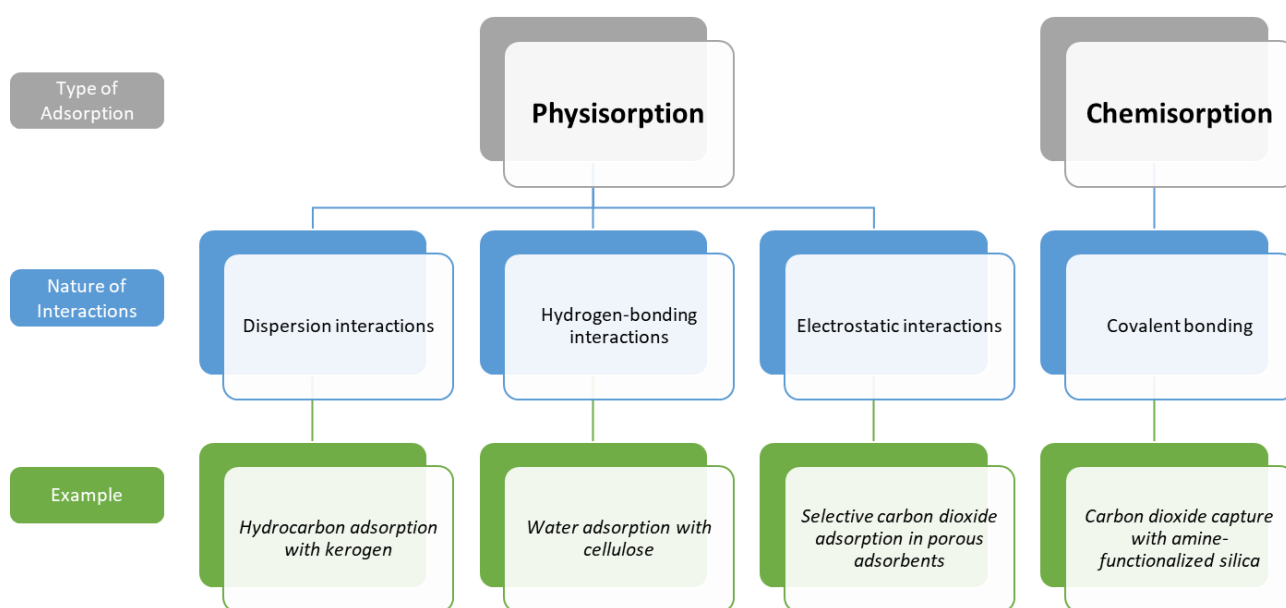 Type of
Adsorption
Physisorption
Chemisorption
Nature of
Interactions
Dispersion interactions
Hydrogen-bonding
interactions
Electrostatic interactions
Covalent bonding
Example
Hydrocarbon adsorption
with kerogen
Water adsorption with
cellulose
Selective carbon dioxide
adsorption in porous
adsorbents
Carbon dioxide capture
with amine-
functionalized silica